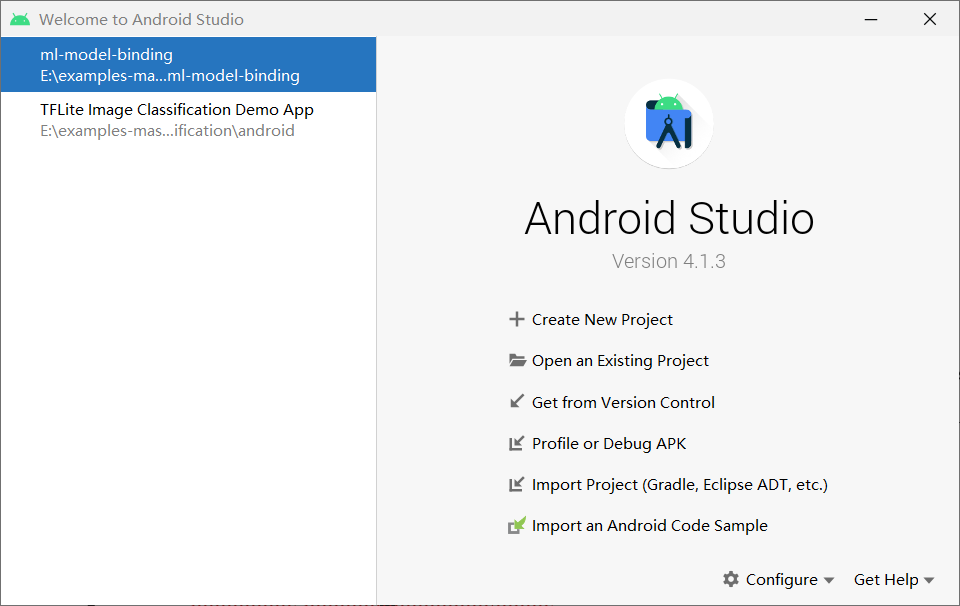 Welcome to Android Studio
ml-model-binding
E:\examples-ma...ml-model-binding
TFLite Image Classification Demo App
E:\examples-mas...ification\android
Android Studio
Version 4.1.3
Create New Project
Open an Existing Project
Get from Version Control
Profile or Debug APK
Import Project (Gradle, Eclipse ADT, etc.)
Import an Android Code Sample
Configure Get Help